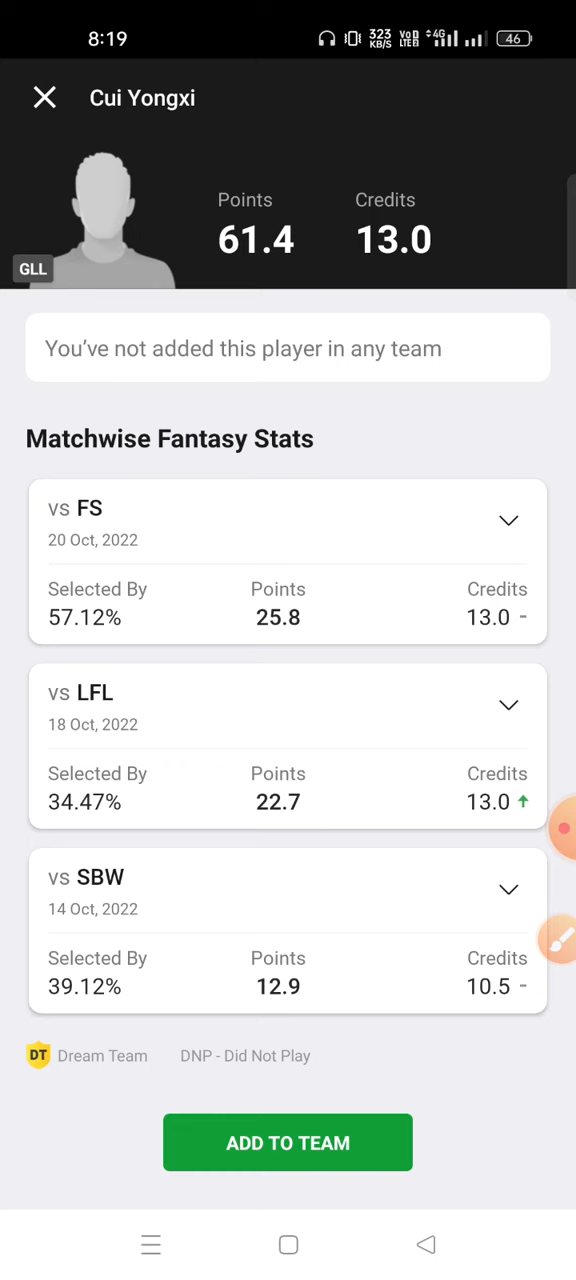 8:19
323 KB/S VoD LTE 4G 46
Cui Yongxi
Points Credits
61.4 13.0
GLL
You’ve not added this player in any team
Matchwise Fantasy Stats
vs FS
20 Oct, 2022
Selected By Points Credits
57.12% 25.8 13.0 -
vs LFL
18 Oct, 2022
Selected By Points Credits
34.47% 22.7 13.0
vs SBW
14 Oct, 2022
Selected By Points Credits
39.12% 12.9 10.5 -
DT Dream Team DNP - Did Not Play
ADD TO TEAM